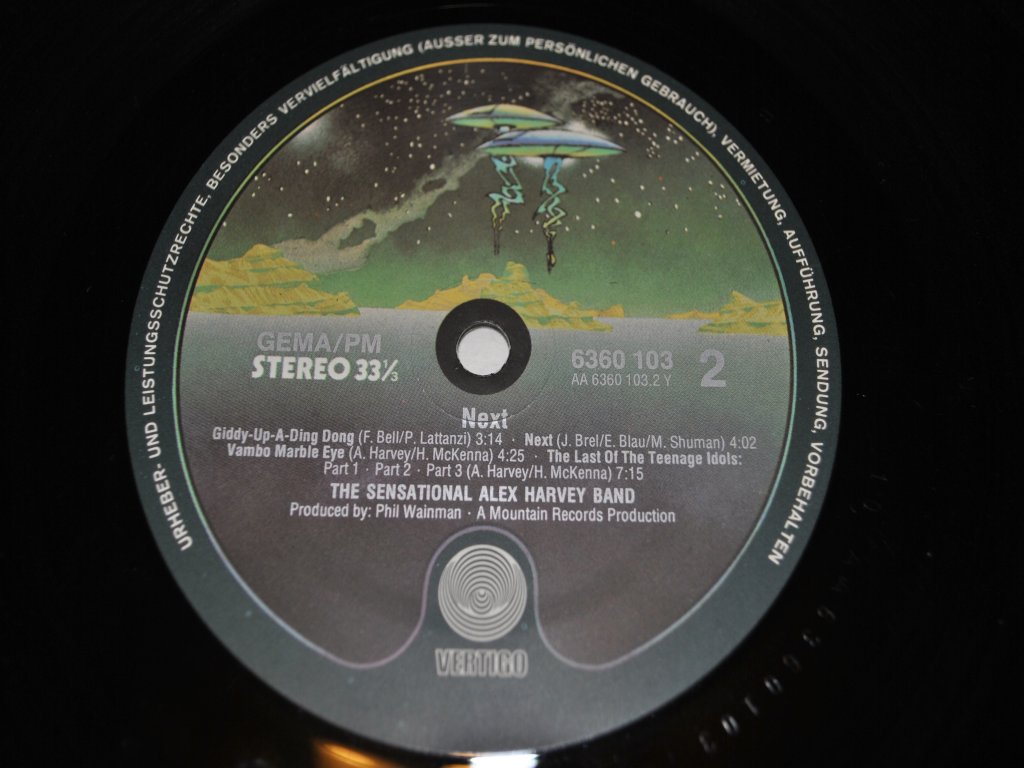 URHEBER- UND LEISTUNGSSCHUTZRECHTE, BESONDERS VERVIELFÄLTIGUNG (AUSSER ZUM PERSÖNLICHEN GEBRAUCH), VERMIETUNG, AUFFÜHRUNG, SENDUNG, VORBEHALTEN
GEMA/PM
STEREO 33⅓
6360 103
AA 6360 103.2 Y
2
Next
Giddy-Up-A-Ding Dong (F. Bell/P. Lattanzi) 3:14 · Next (J. Brel/E. Blau/M. Shuman) 4:02
Vambo Marble Eye (A. Harvey/H. McKenna) 4:25 · The Last Of The Teenage Idols:
Part 1 · Part 2 · Part 3 (A. Harvey/H. McKenna) 7:15
THE SENSATIONAL ALEX HARVEY BAND
Produced by: Phil Wainman · A Mountain Records Production
VERTIGO